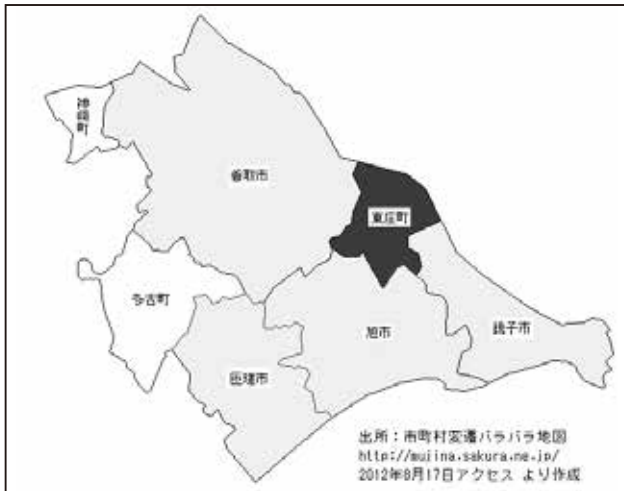 神崎町
香取市
東庄町
多古町
旭市
銚子市
匝瑳市
出所：市町村変遷パラパラ地図
http://mujina.sakura.ne.jp/
2012年8月17日アクセス より作成